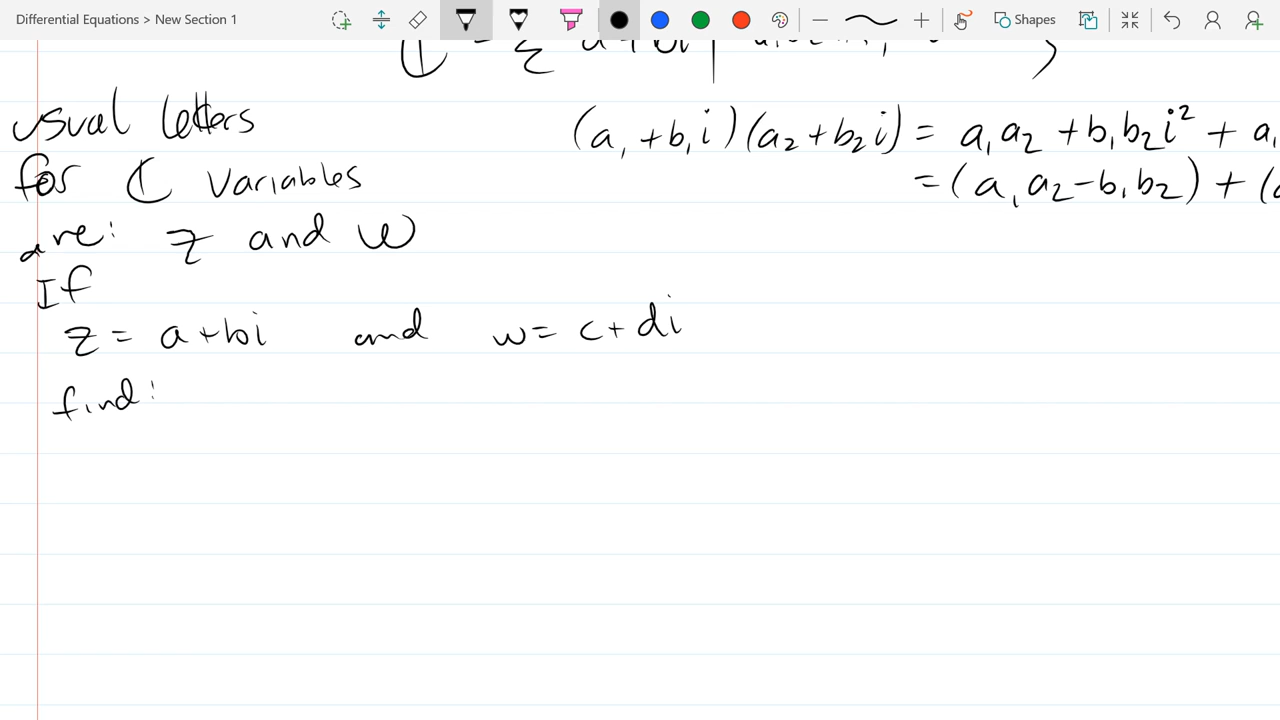 Differential Equations > New Section 1
Shapes
usual letters
for ℂ variables
are: z and w
(a₁ + b₁i)(a₂ + b₂i) = a₁a₂ + b₁b₂i² + a₁
= (a₁a₂ - b₁b₂) + (
If
z = a + bi and w = c + di
find: